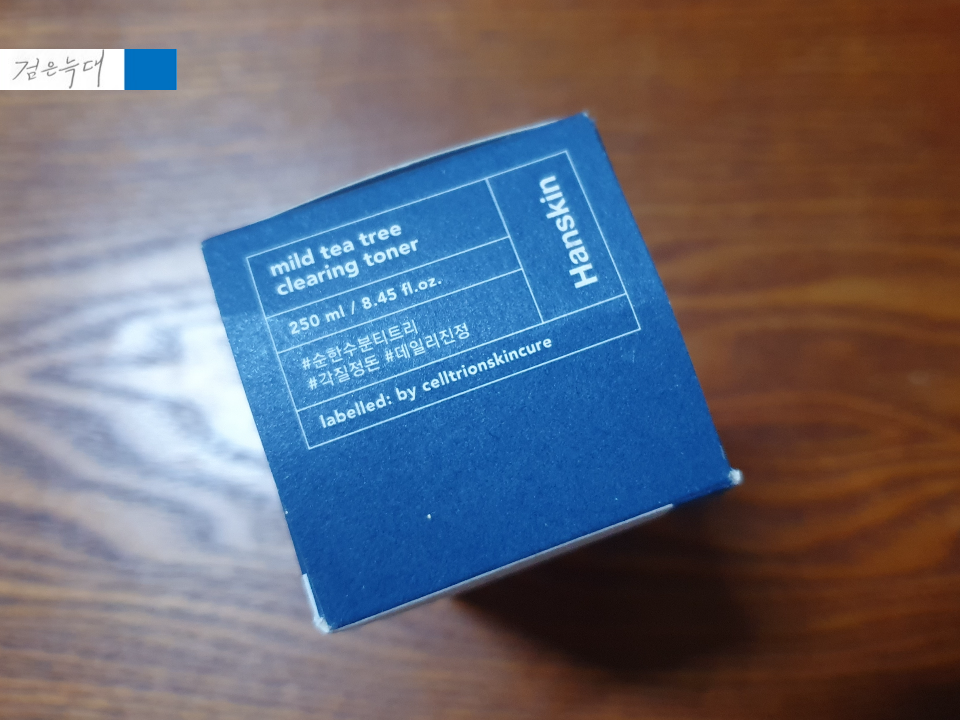 검은늑대
mild tea tree
clearing toner
Hanskin
250 ml / 8.45 fl.oz.
#순한수분티트리
#각질정돈 #데일리진정
labelled: by celltrionskincure